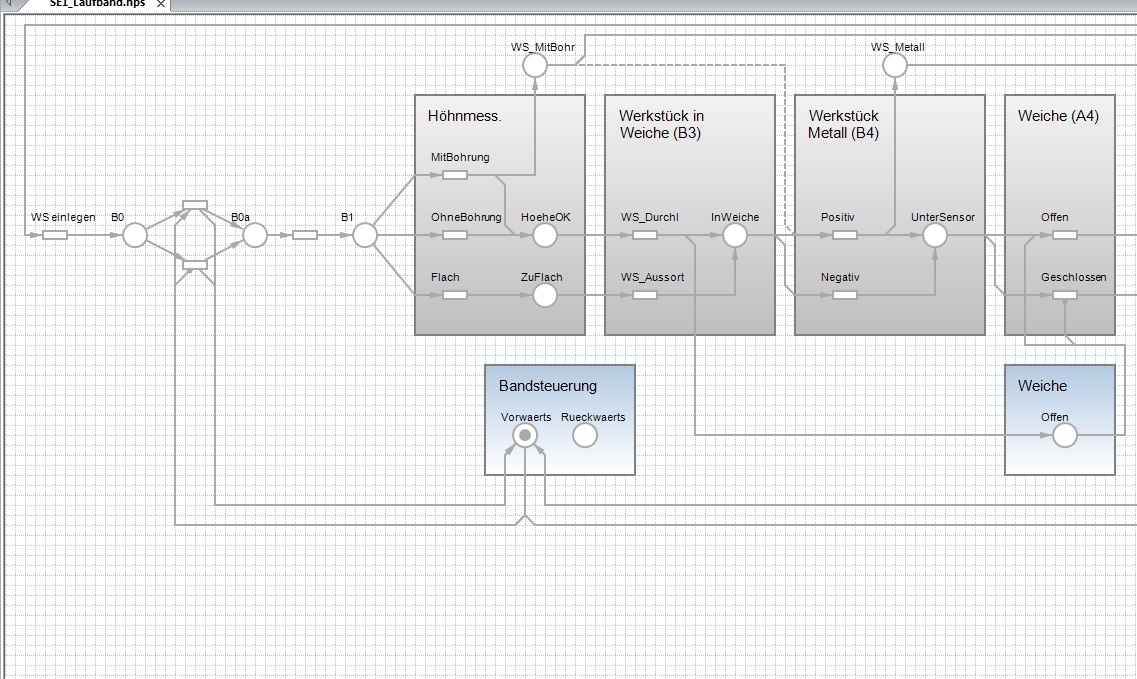 SE1_Laufband.nps
WS_MitBohr
WS_Metall
Höhnmess.
Werkstück in
Weiche (B3)
Werkstück
Metall (B4)
Weiche (A4)
MitBohrung
WS einlegen
B0
B0a
B1
OhneBohrung
HoeheOK
WS_Durchl
InWeiche
Positiv
UnterSensor
Offen
Flach
ZuFlach
WS_Aussort
Negativ
Geschlossen
Bandsteuerung
Weiche
Vorwaerts
Rueckwaerts
Offen